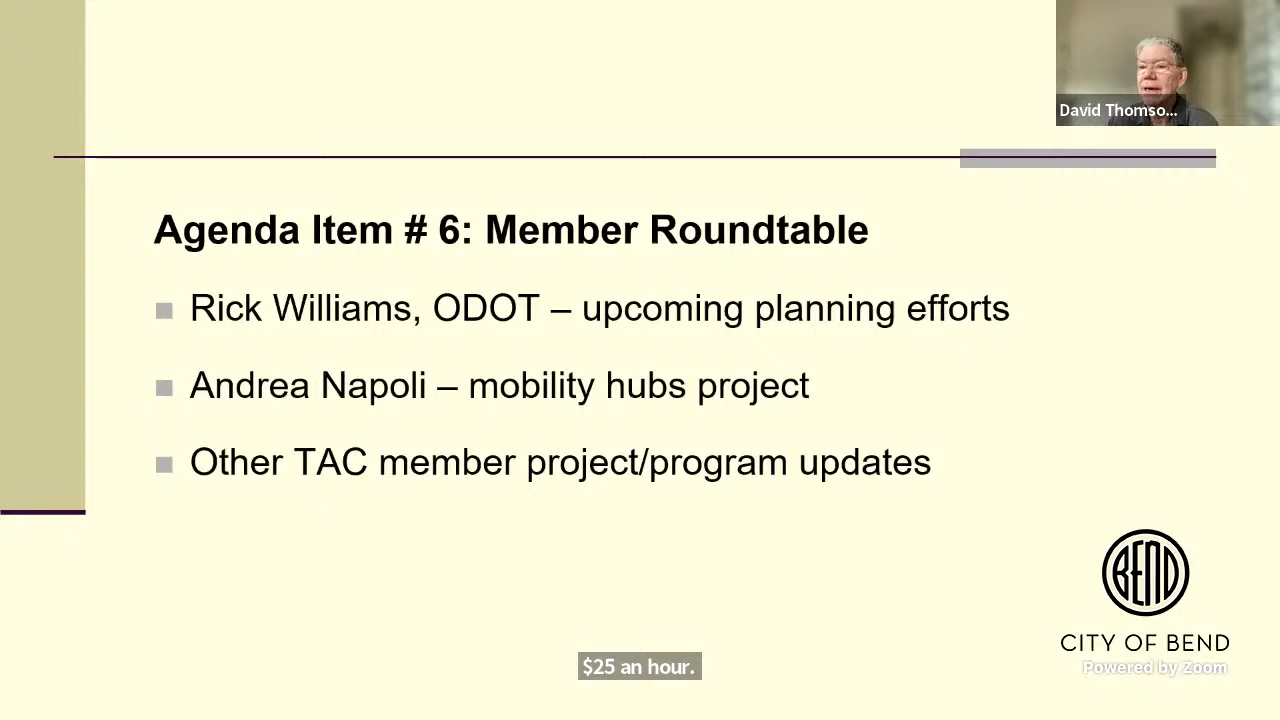 David Thomso...
Agenda Item # 6: Member Roundtable
Rick Williams, ODOT – upcoming planning efforts
Andrea Napoli – mobility hubs project
Other TAC member project/program updates
BEND
CITY OF BEND
$25 an hour.
Powered by Zoom